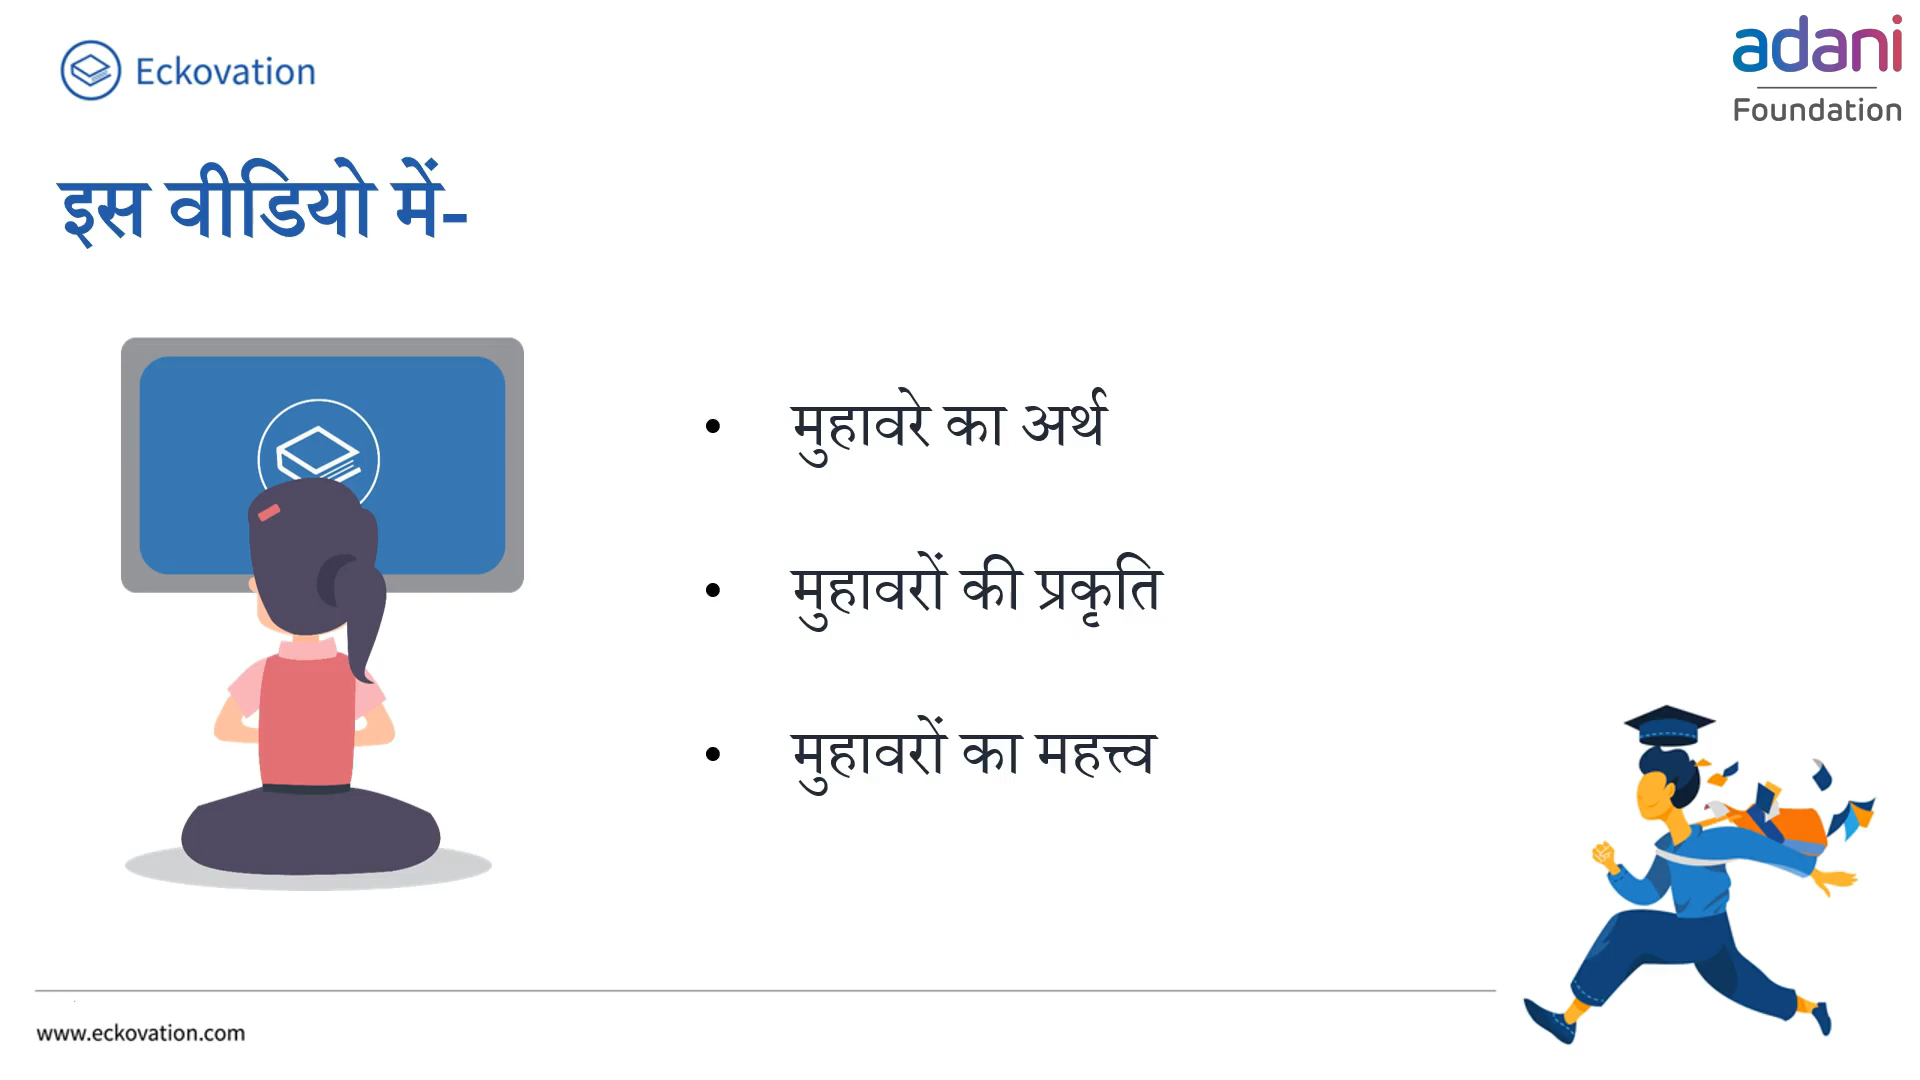 Eckovation
adani
Foundation
इस वीडियो में-
• मुहावरे का अर्थ
• मुहावरों की प्रकृति
• मुहावरों का महत्त्व
www.eckovation.com